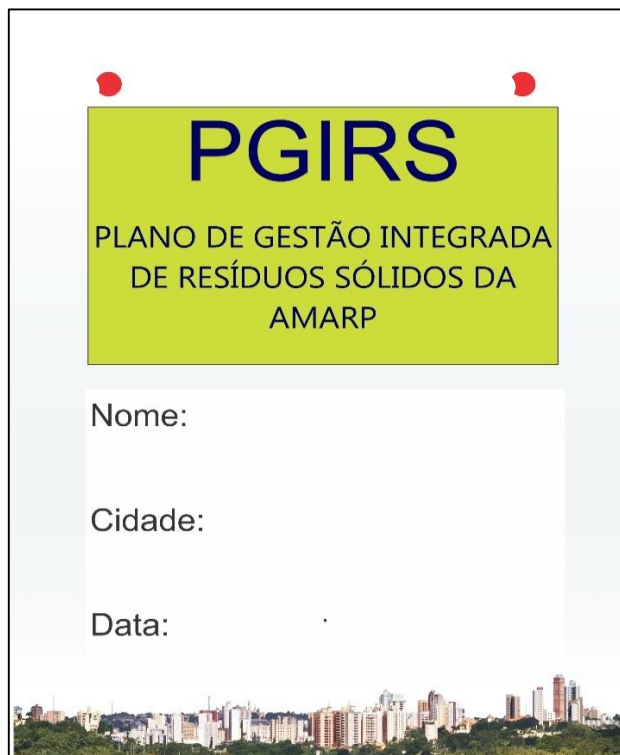 PGIRS
PLANO DE GESTÃO INTEGRADA
DE RESÍDUOS SÓLIDOS DA
AMARP
Nome:
Cidade:
Data: